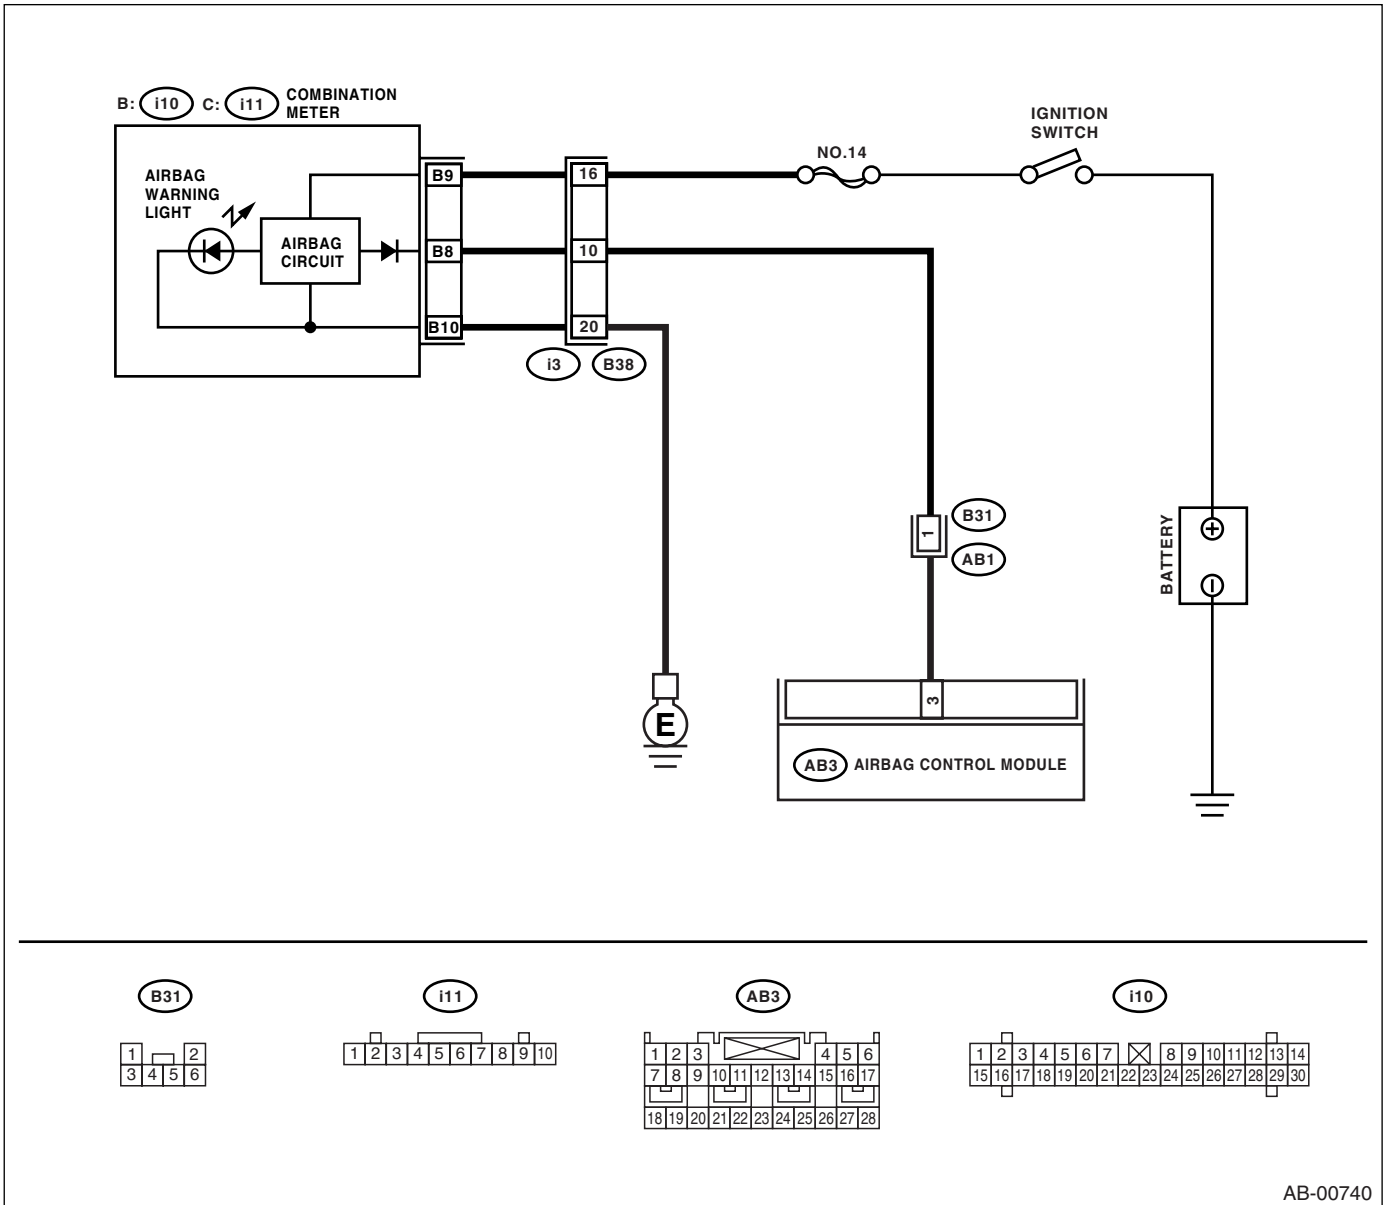 B: i10 C: i11 COMBINATION
METER
AIRBAG
WARNING
LIGHT
AIRBAG
CIRCUIT
B9
B8
B10
16
10
20
i3 B38
NO.14
IGNITION
SWITCH
B31
1
AB1
BATTERY
+
−
E
3
AB3 AIRBAG CONTROL MODULE
B31
1 2
3 4 5 6
i11
1 2 3 4 5 6 7 8 9 10
AB3
1 2 3 4 5 6
7 8 9 10 11 12 13 14 15 16 17
18 19 20 21 22 23 24 25 26 27 28
i10
1 2 3 4 5 6 7 8 9 10 11 12 13 14
15 16 17 18 19 20 21 22 23 24 25 26 27 28 29 30
AB-00740